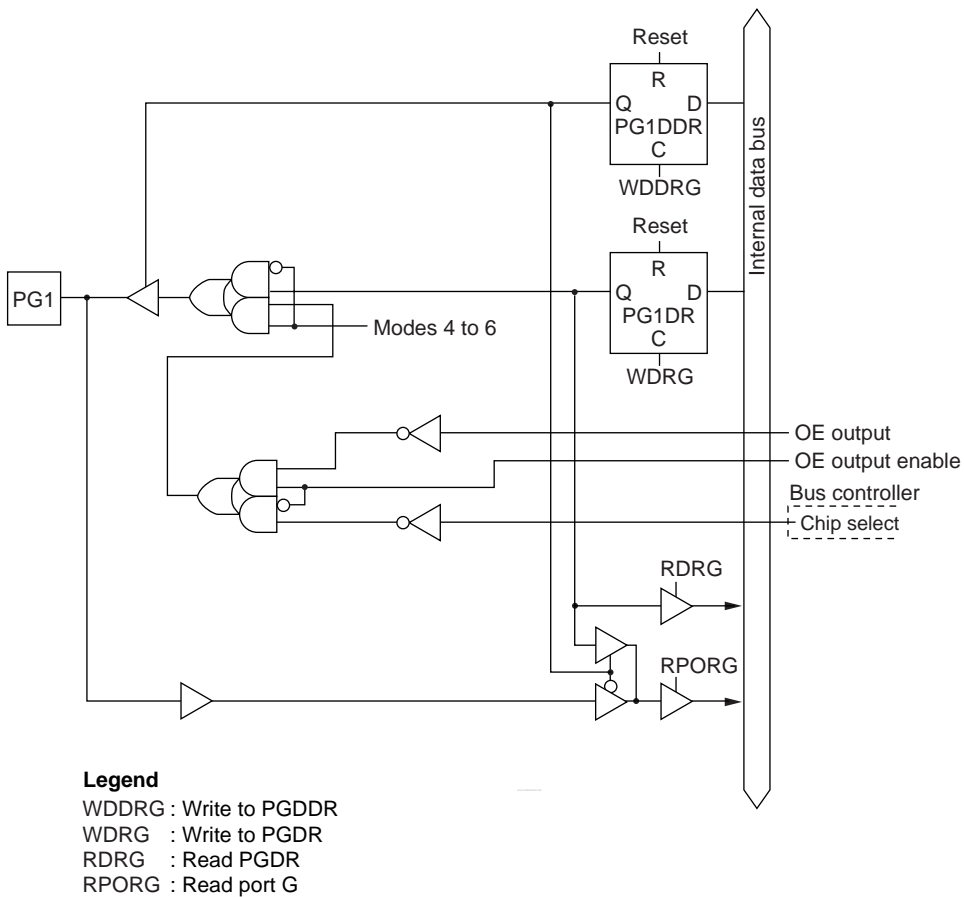 Reset
R
Q D
PG1DDR
C
WDDRG
Internal data bus
Reset
R
Q D
PG1DR
C
WDRG
PG1
Modes 4 to 6
OE output
OE output enable
Bus controller
Chip select
RDRG
RPORG
Legend
WDDRG : Write to PGDDR
WDRG : Write to PGDR
RDRG : Read PGDR
RPORG : Read port G